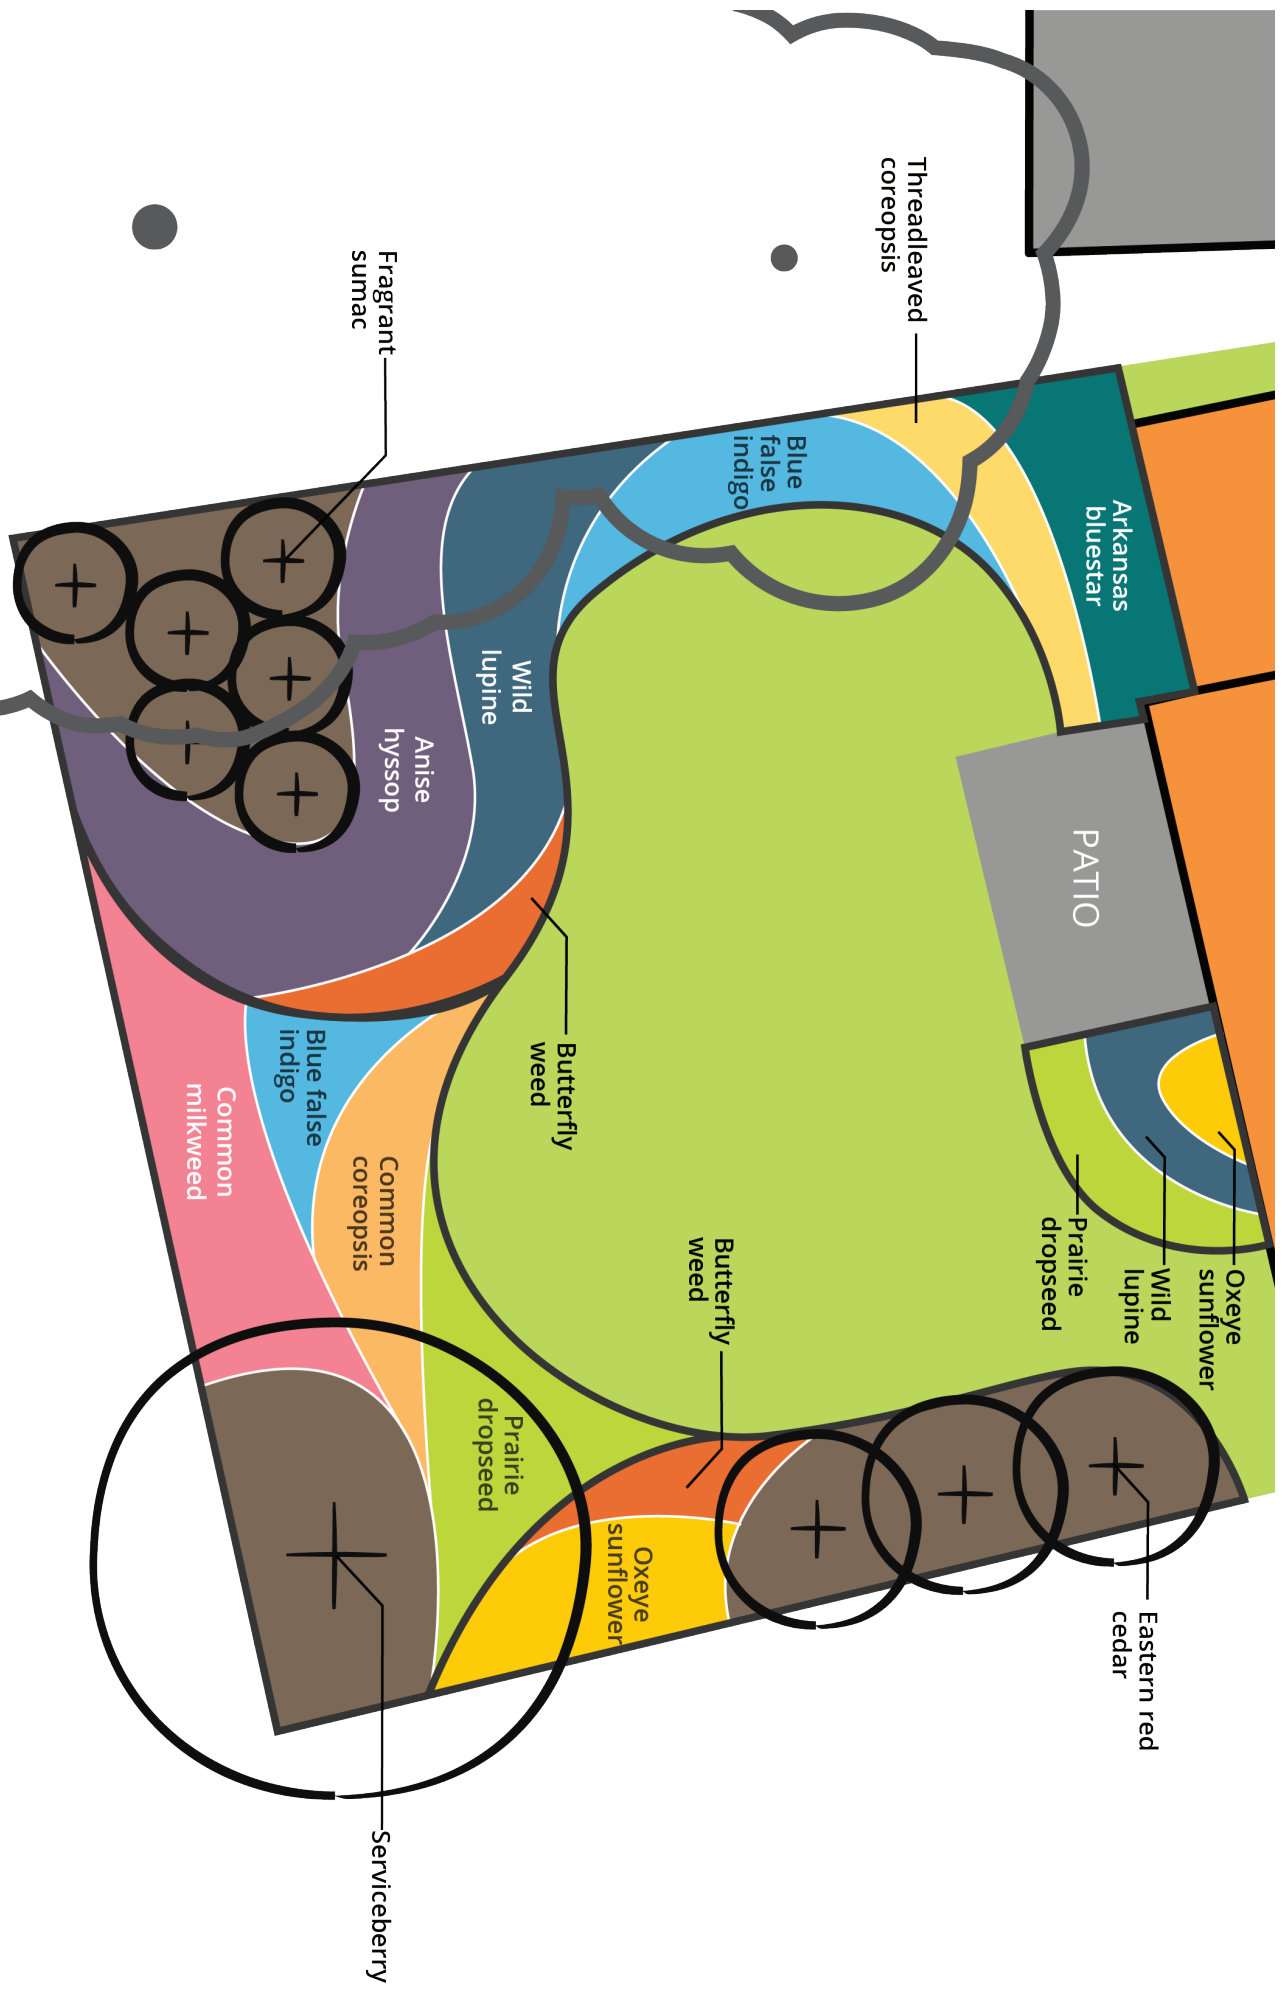 Threadleaved
coreopsis
Arkansas
bluestar
Blue
false
indigo
Fragrant
sumac
Wild
lupine
Anise
hyssop
PATIO
Butterfly
weed
Blue false
indigo
Common
milkweed
Common
coreopsis
Oxeye
sunflower
Wild
lupine
Prairie
dropseed
Butterfly
weed
Prairie
dropseed
Oxeye
sunflower
Eastern red
cedar
Serviceberry